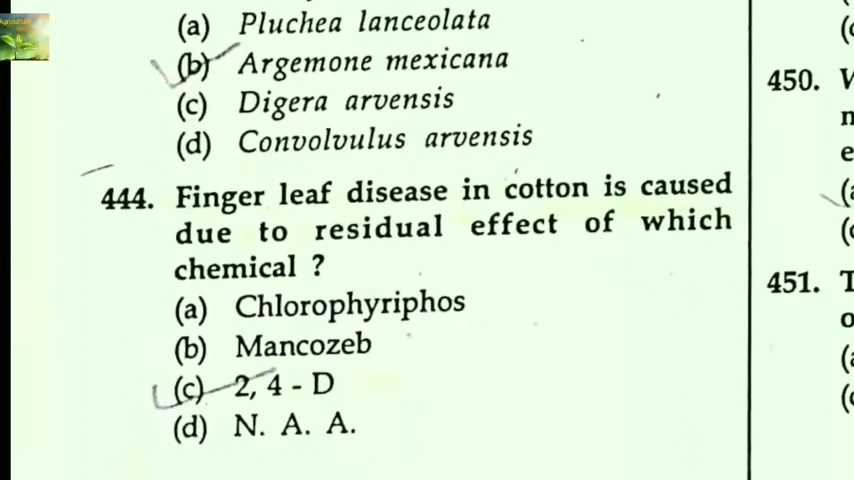 Agriculture
(a) Pluchea lanceolata
(b) Argemone mexicana
(c) Digera arvensis
(d) Convolvulus arvensis
444. Finger leaf disease in cotton is caused
due to residual effect of which
chemical ?
(a) Chlorophyriphos
(b) Mancozeb
(c) 2, 4 - D
(d) N. A. A.
450.
451.